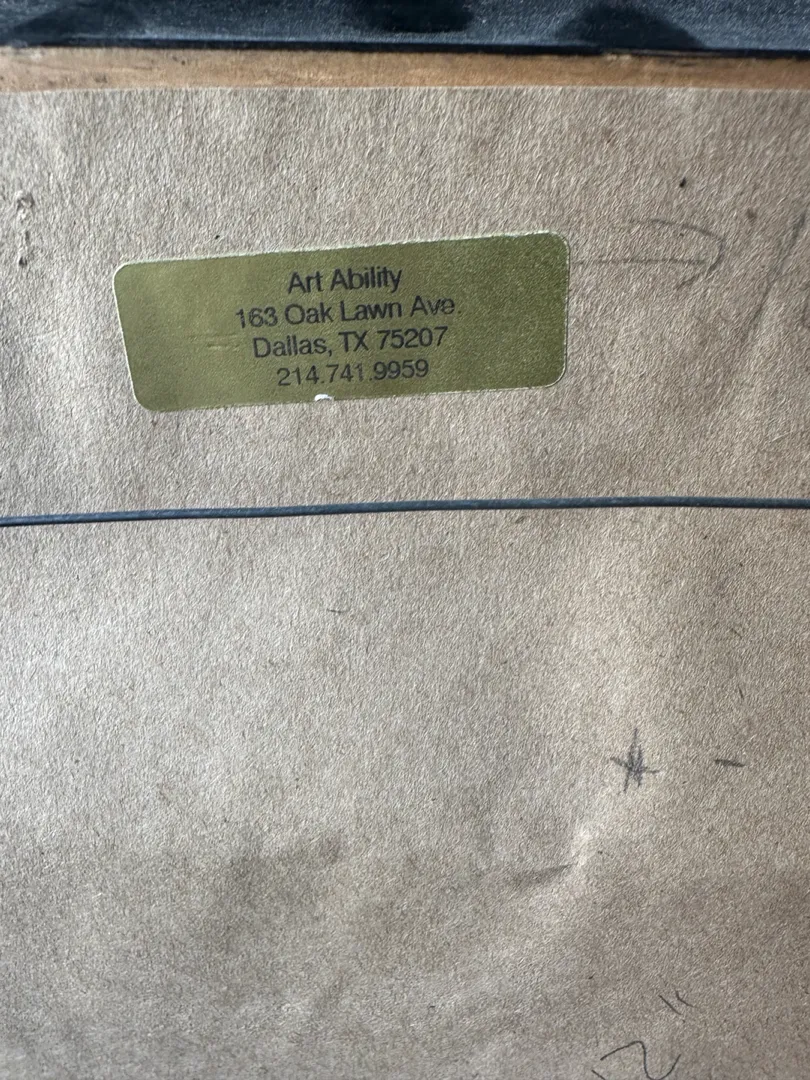 Art Ability
163 Oak Lawn Ave.
Dallas, TX 75207
214.741.9959